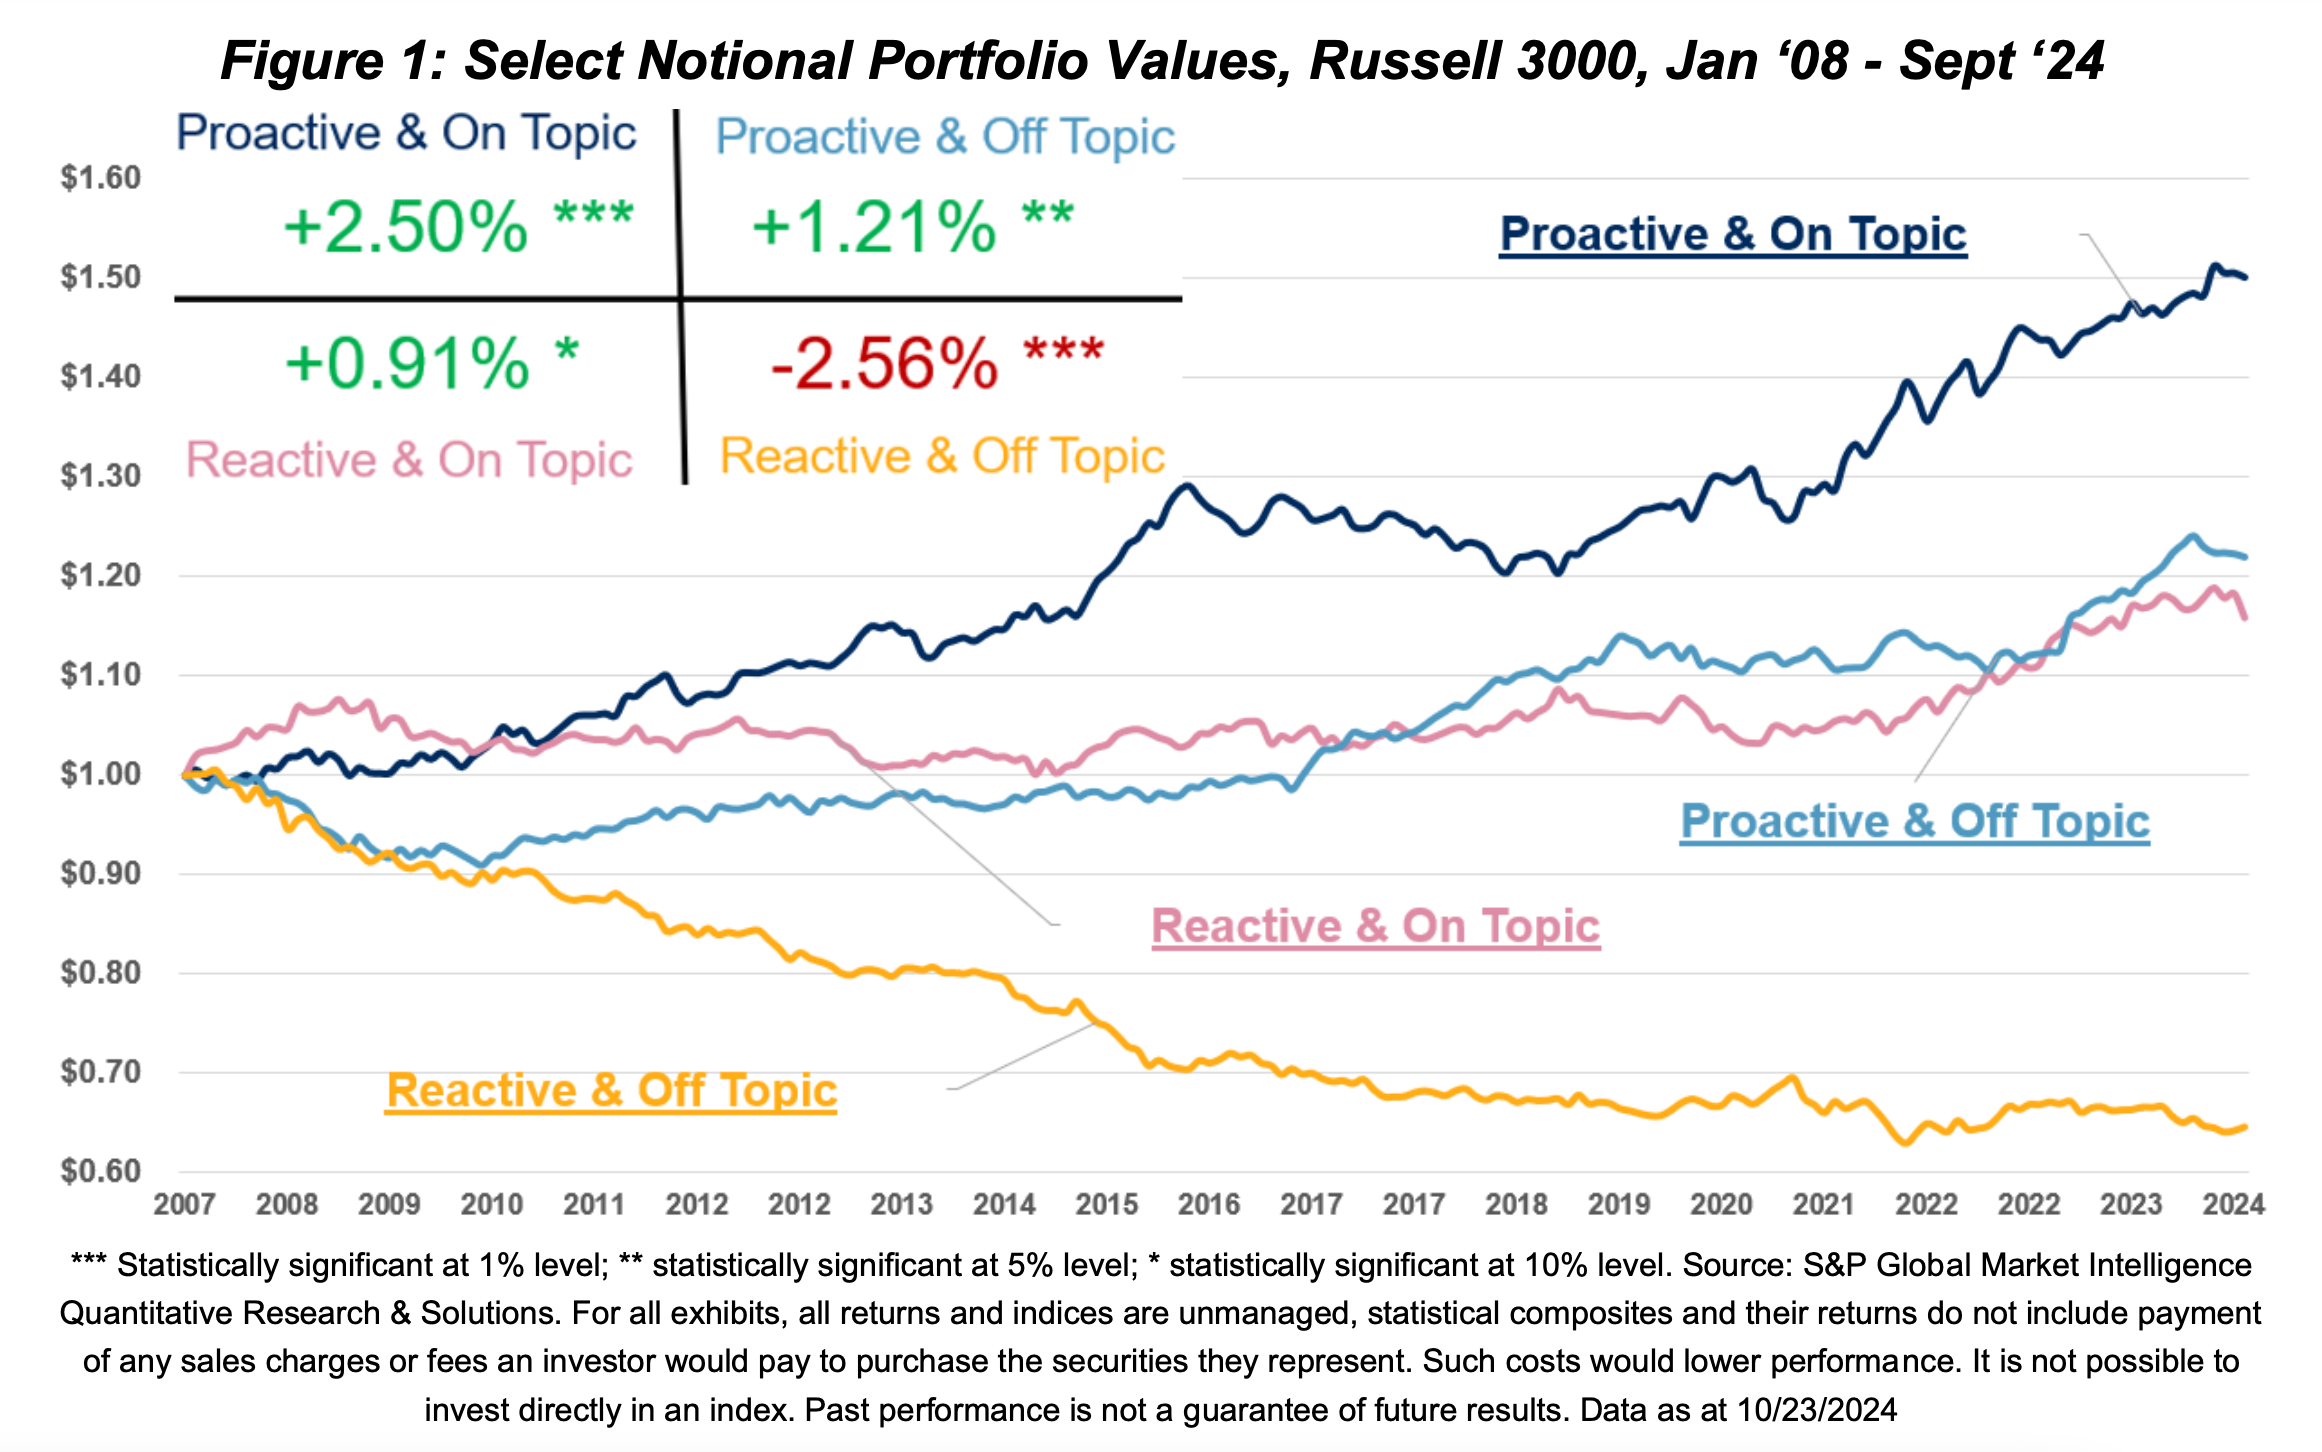 Figure 1: Select Notional Portfolio Values, Russell 3000, Jan ‘08 - Sept ‘24
Proactive & On Topic
Proactive & Off Topic
+2.50% ***
+1.21% **
+0.91% *
-2.56% ***
Reactive & On Topic
Reactive & Off Topic
$1.60
$1.50
$1.40
$1.30
$1.20
$1.10
$1.00
$0.90
$0.80
$0.70
$0.60
Proactive & On Topic
Proactive & Off Topic
Reactive & On Topic
Reactive & Off Topic
2007 2008 2009 2010 2011 2012 2012 2013 2014 2015 2016 2017 2017 2018 2019 2020 2021 2022 2022 2023 2024
*** Statistically significant at 1% level; ** statistically significant at 5% level; * statistically significant at 10% level. Source: S&P Global Market Intelligence
Quantitative Research & Solutions. For all exhibits, all returns and indices are unmanaged, statistical composites and their returns do not include payment
of any sales charges or fees an investor would pay to purchase the securities they represent. Such costs would lower performance. It is not possible to
invest directly in an index. Past performance is not a guarantee of future results. Data as at 10/23/2024